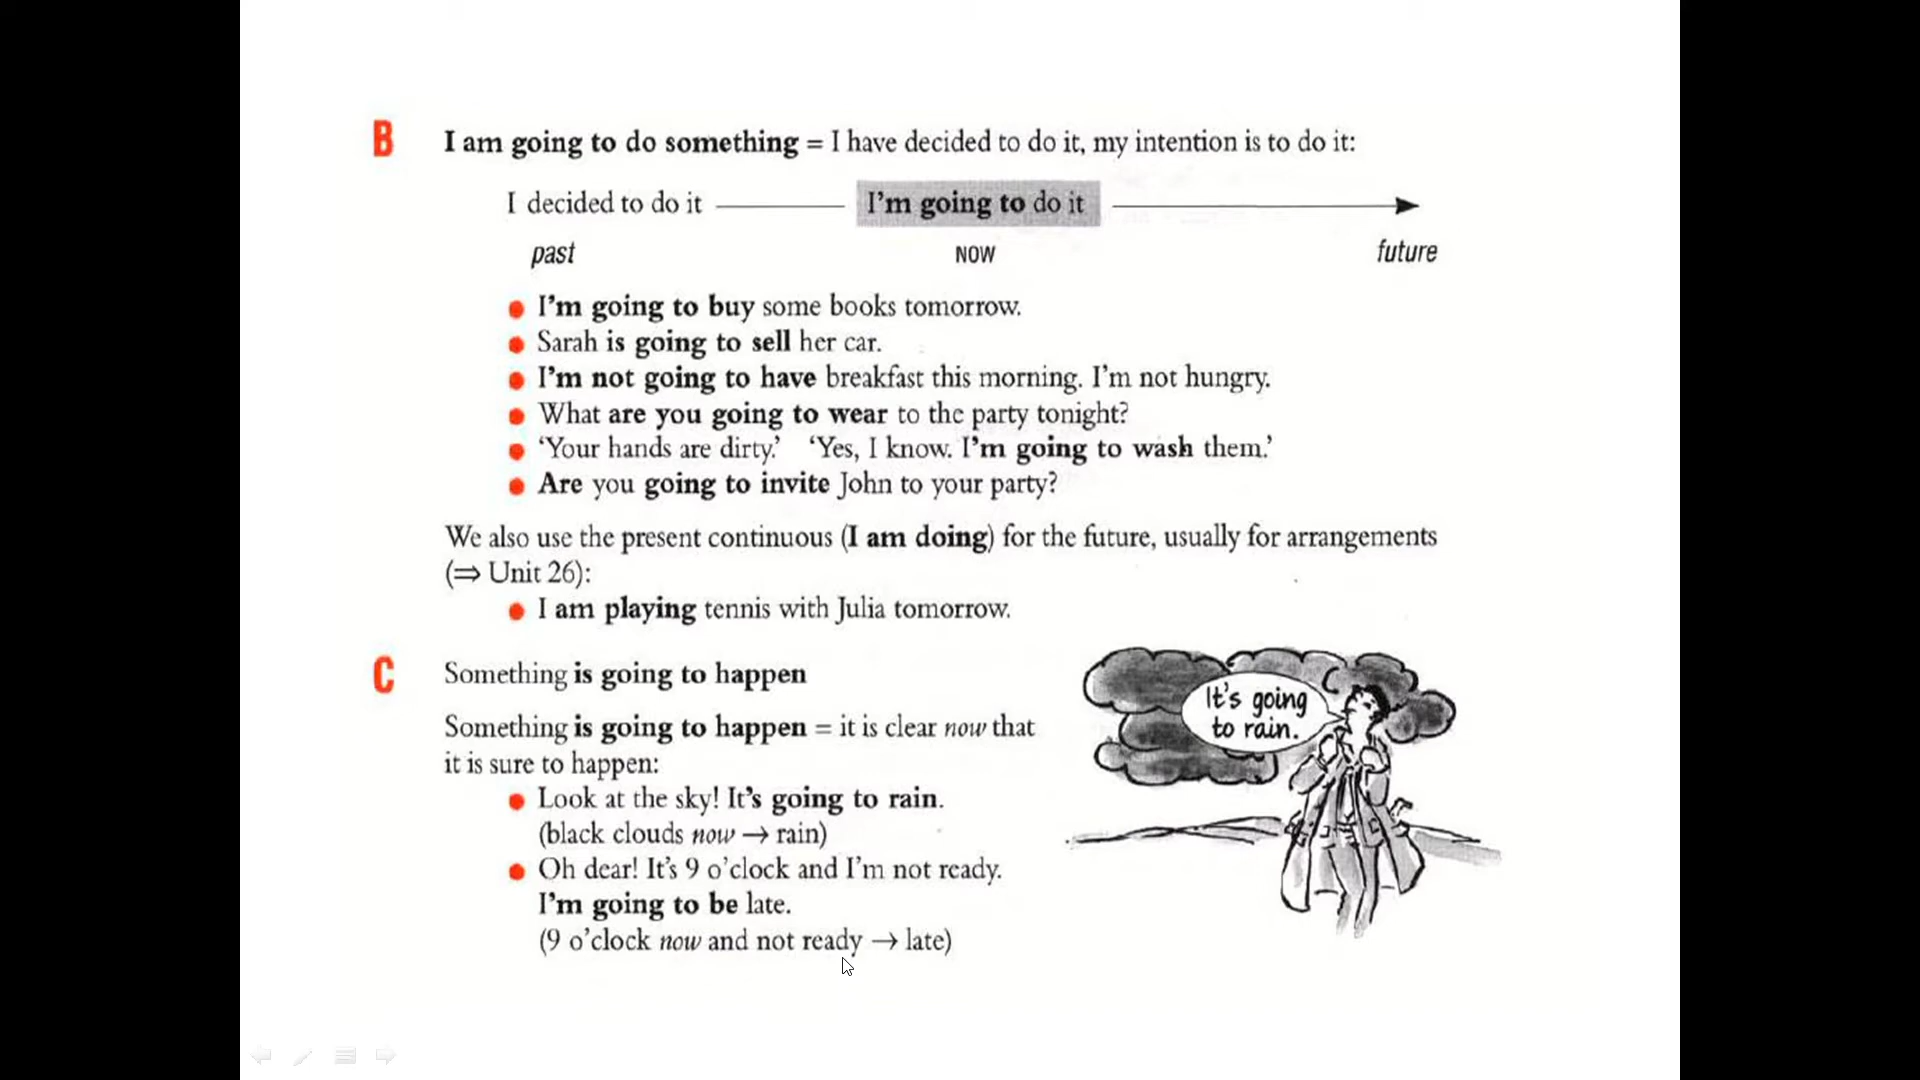 B I am going to do something = I have decided to do it, my intention is to do it:
I decided to do it I'm going to do it
past NOW future
• I'm going to buy some books tomorrow.
• Sarah is going to sell her car.
• I'm not going to have breakfast this morning. I'm not hungry.
• What are you going to wear to the party tonight?
• 'Your hands are dirty.' 'Yes, I know. I'm going to wash them.'
• Are you going to invite John to your party?
We also use the present continuous (I am doing) for the future, usually for arrangements
(⇒ Unit 26):
• I am playing tennis with Julia tomorrow.
C Something is going to happen
Something is going to happen = it is clear now that
it is sure to happen:
• Look at the sky! It's going to rain.
(black clouds now → rain)
• Oh dear! It's 9 o'clock and I'm not ready.
I'm going to be late.
(9 o'clock now and not ready → late)
It's going
to rain.